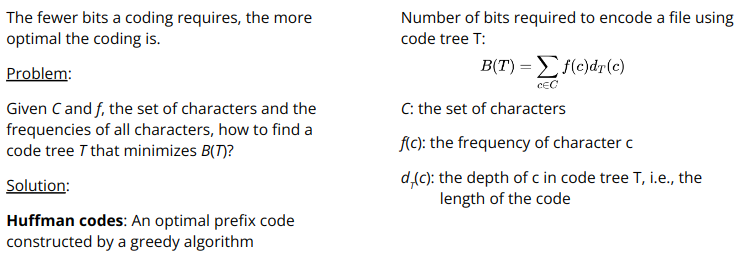 The fewer bits a coding requires, the more
optimal the coding is.
Problem:
Given C and f, the set of characters and the
frequencies of all characters, how to find a
code tree T that minimizes B(T)?
Solution:
Huffman codes: An optimal prefix code
constructed by a greedy algorithm
Number of bits required to encode a file using
code tree T:
B(T) = ∑ f(c)d_T(c)
c∈C
C: the set of characters
f(c): the frequency of character c
d_T(c): the depth of c in code tree T, i.e., the
length of the code